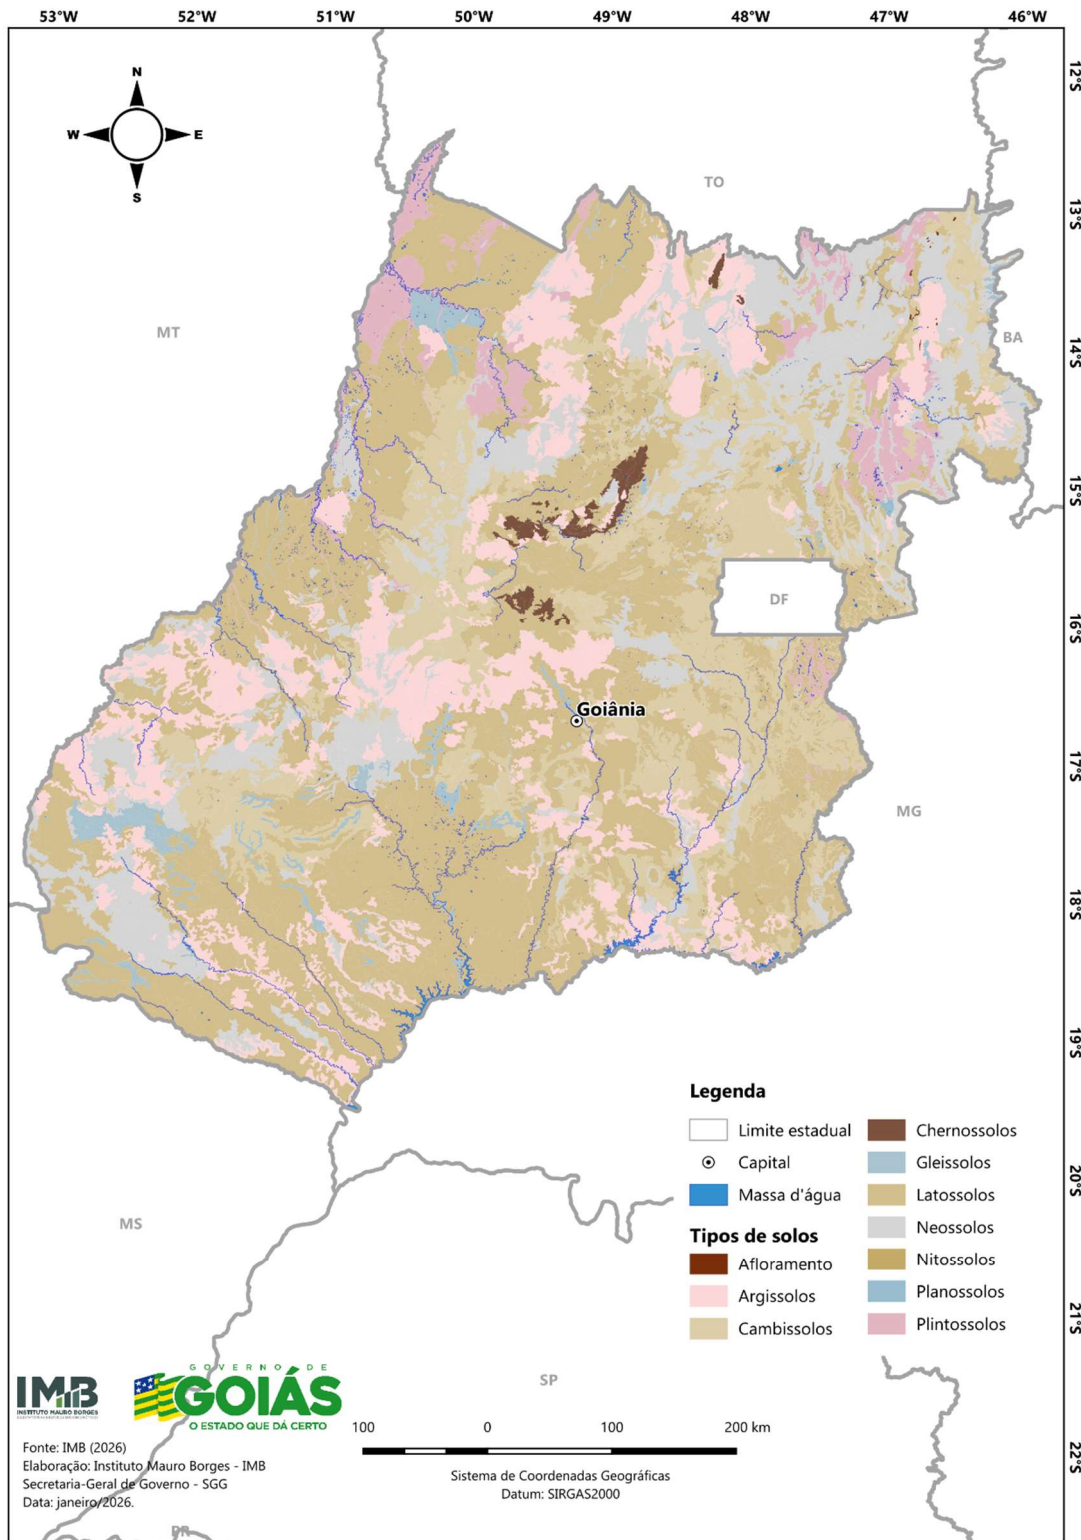 53°W 52°W 51°W 50°W 49°W 48°W 47°W 46°W
12°S
13°S
14°S
15°S
16°S
17°S
18°S
19°S
20°S
21°S
22°S
N
W E
S
TO
MT
BA
DF
Goiânia
MG
MS
SP
PR
Legenda
Limite estadual
Capital
Massa d'água
Tipos de solos
Afloramento
Argissolos
Cambissolos
Chernossolos
Gleissolos
Latossolos
Neossolos
Nitossolos
Planossolos
Plintossolos
IMB
INSTITUTO MAURO BORGES
GOVERNO DE
GOIÁS
O ESTADO QUE DÁ CERTO
100 0 100 200 km
Sistema de Coordenadas Geográficas
Datum: SIRGAS2000
Fonte: IMB (2026)
Elaboração: Instituto Mauro Borges - IMB
Secretaria-Geral de Governo - SGG
Data: janeiro/2026.